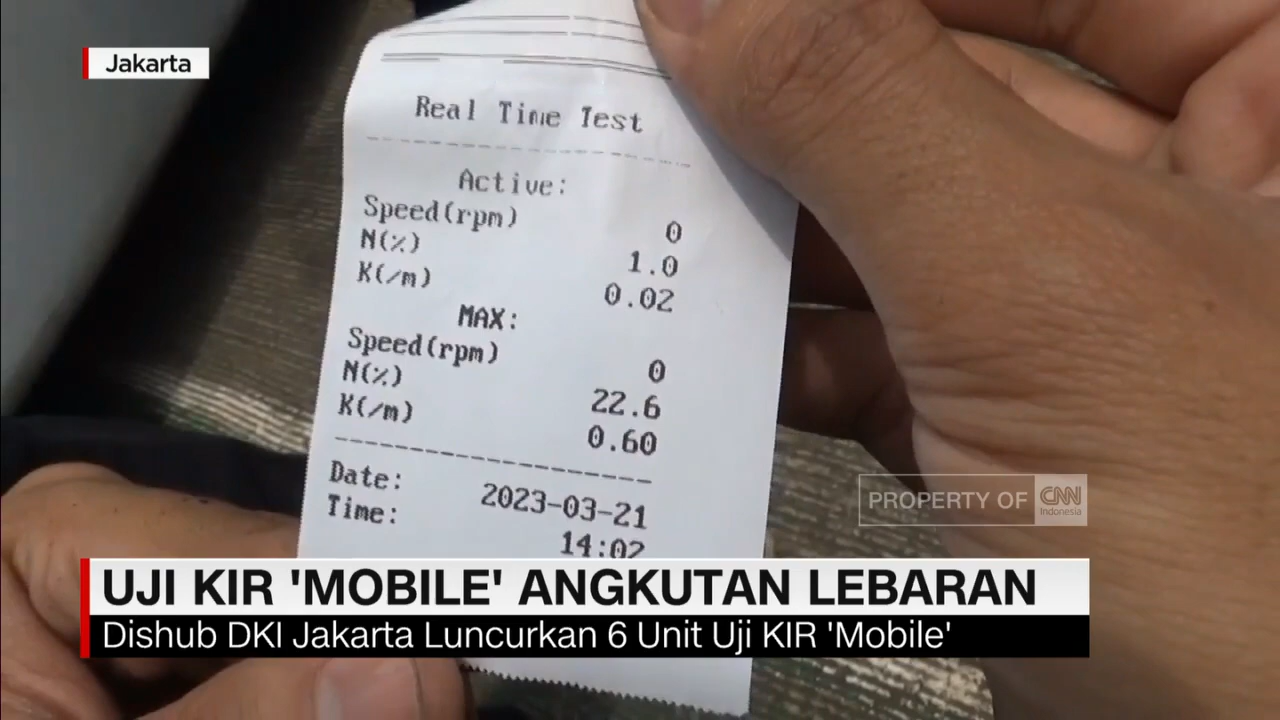 Jakarta
Real Time Test
Active:
Speed(rpm) 0
N(%) 1.0
K(/m) 0.02
MAX:
Speed(rpm) 0
N(%) 22.6
K(/m) 0.60
Date: 2023-03-21
Time: 14:02
PROPERTY OF CNN Indonesia
UJI KIR 'MOBILE' ANGKUTAN LEBARAN
Dishub DKI Jakarta Luncurkan 6 Unit Uji KIR 'Mobile'